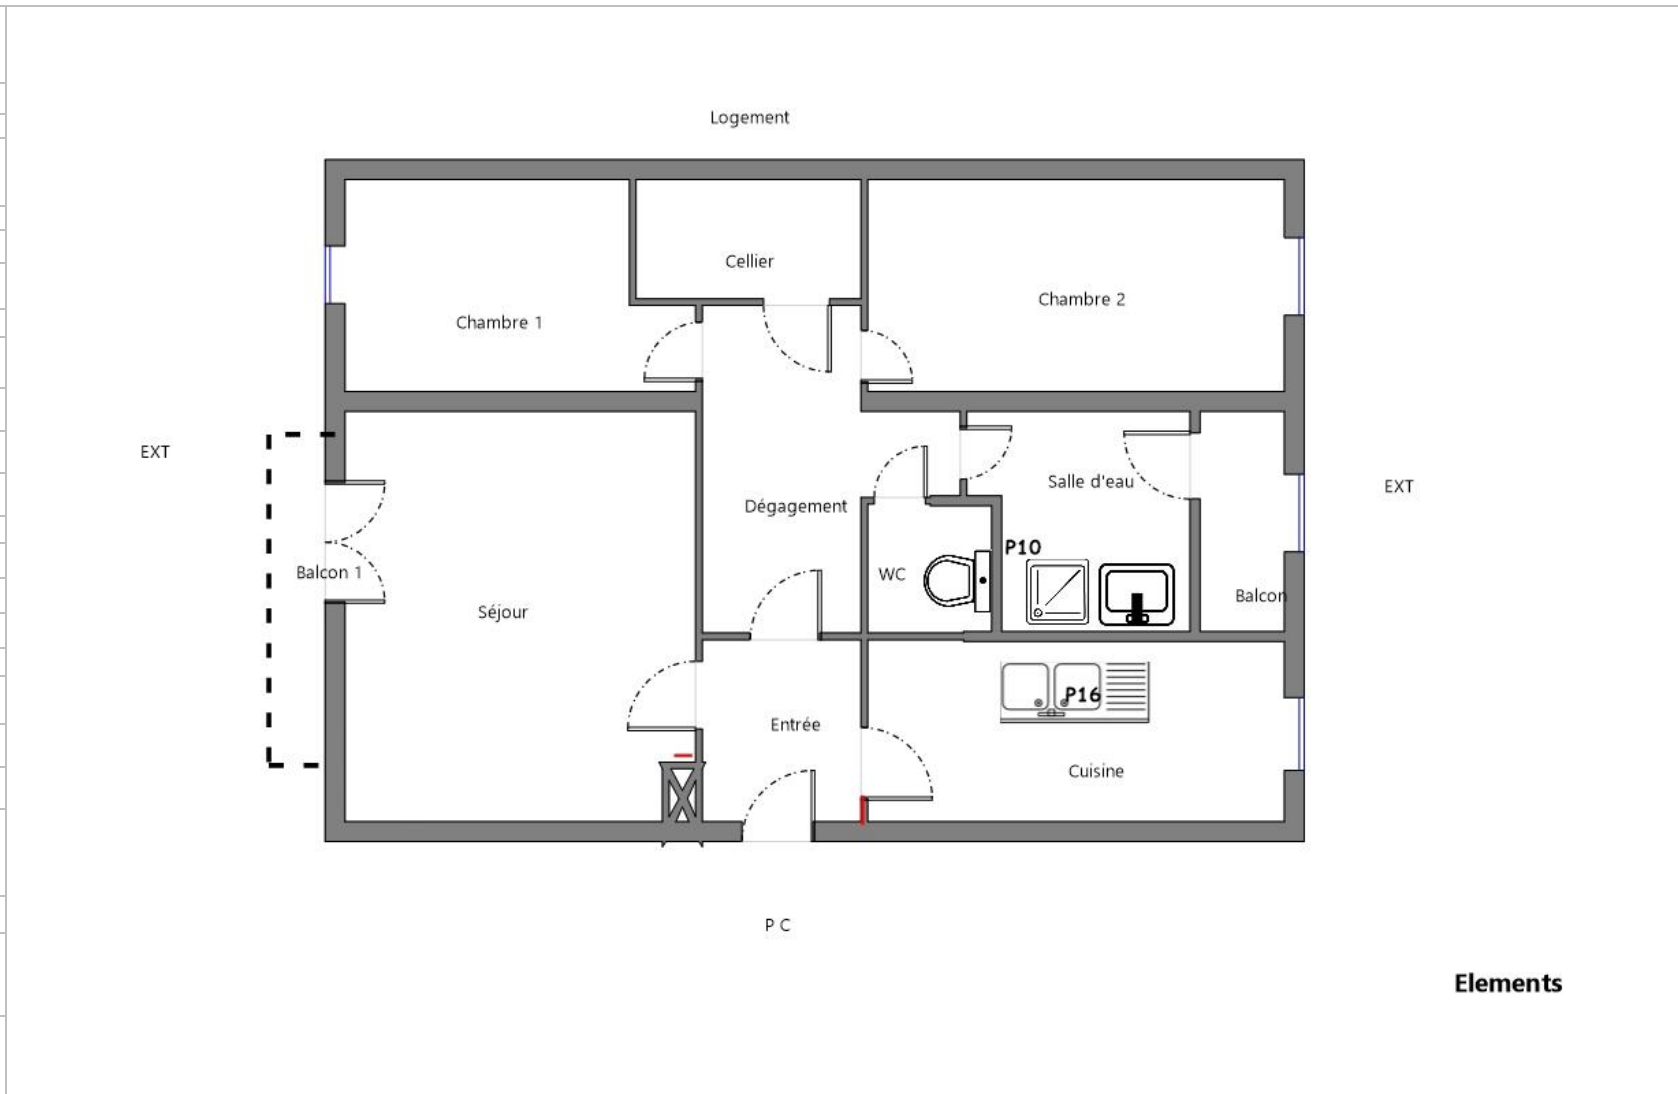 Logement
Cellier
Chambre 2
Chambre 1
EXT
Salle d'eau
EXT
Dégagement
P10
Balcon 1
WC
Balcon
Séjour
P16
Entrée
Cuisine
P C
Elements